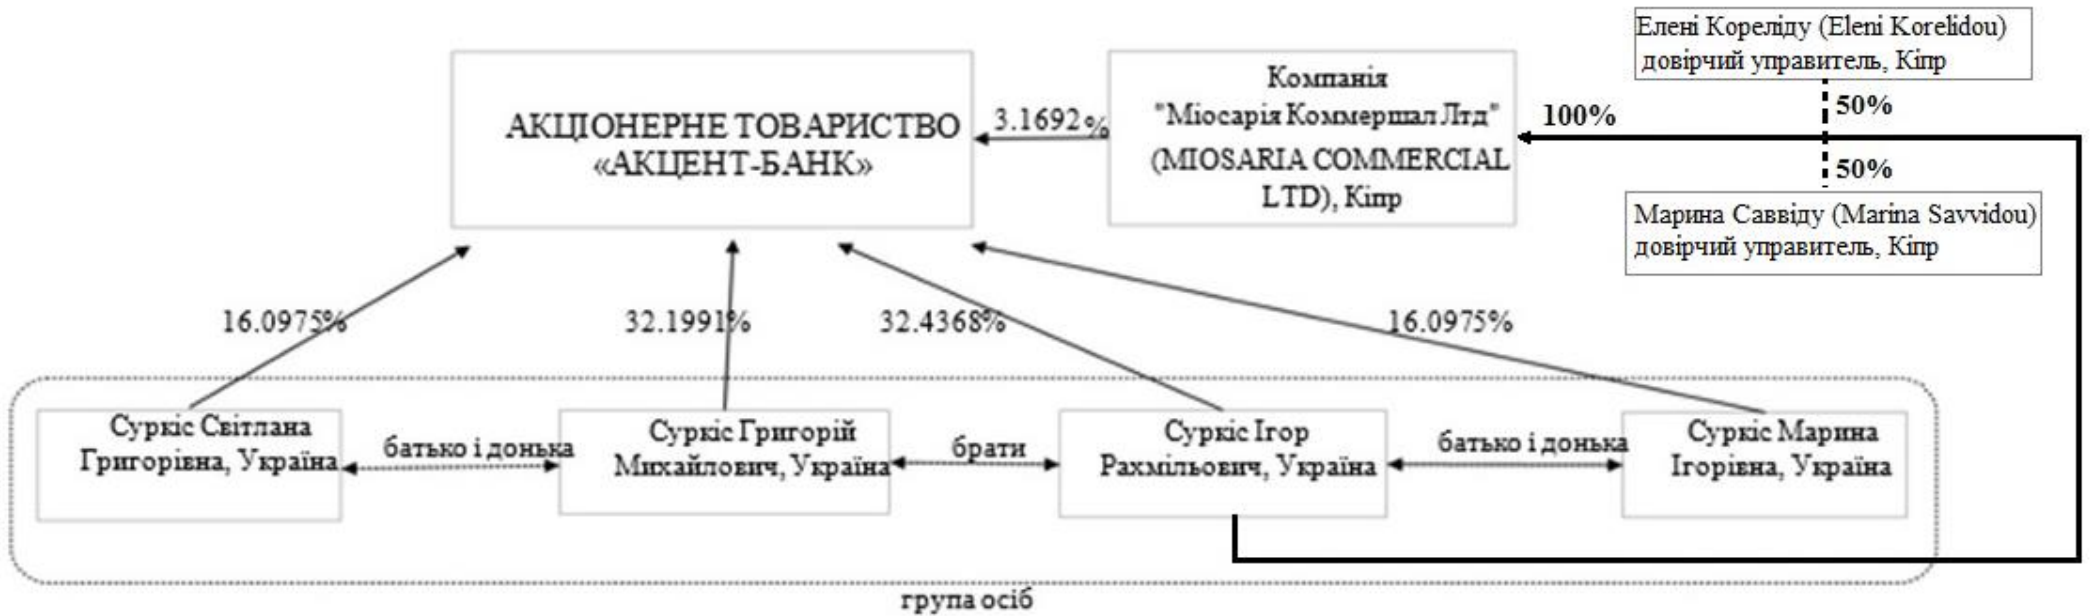 Елені Кореліду (Eleni Korelidou)
довірчий управитель, Кіпр
АКЦІОНЕРНЕ ТОВАРИСТВО
«АКЦЕНТ-БАНК»
3.1692%
Компанія
"Міосарія Коммершал Лтд"
(MIOSARIA COMMERCIAL
LTD), Кіпр
100%
50%
50%
Марина Саввіду (Marina Savvidou)
довірчий управитель, Кіпр
16.0975%
32.1991%
32.4368%
16.0975%
Суркіс Світлана
Григорівна, Україна
батько і донька
Суркіс Григорій
Михайлович, Україна
брати
Суркіс Ігор
Рахмільович, Україна
батько і донька
Суркіс Марина
Ігорівна, Україна
група осіб